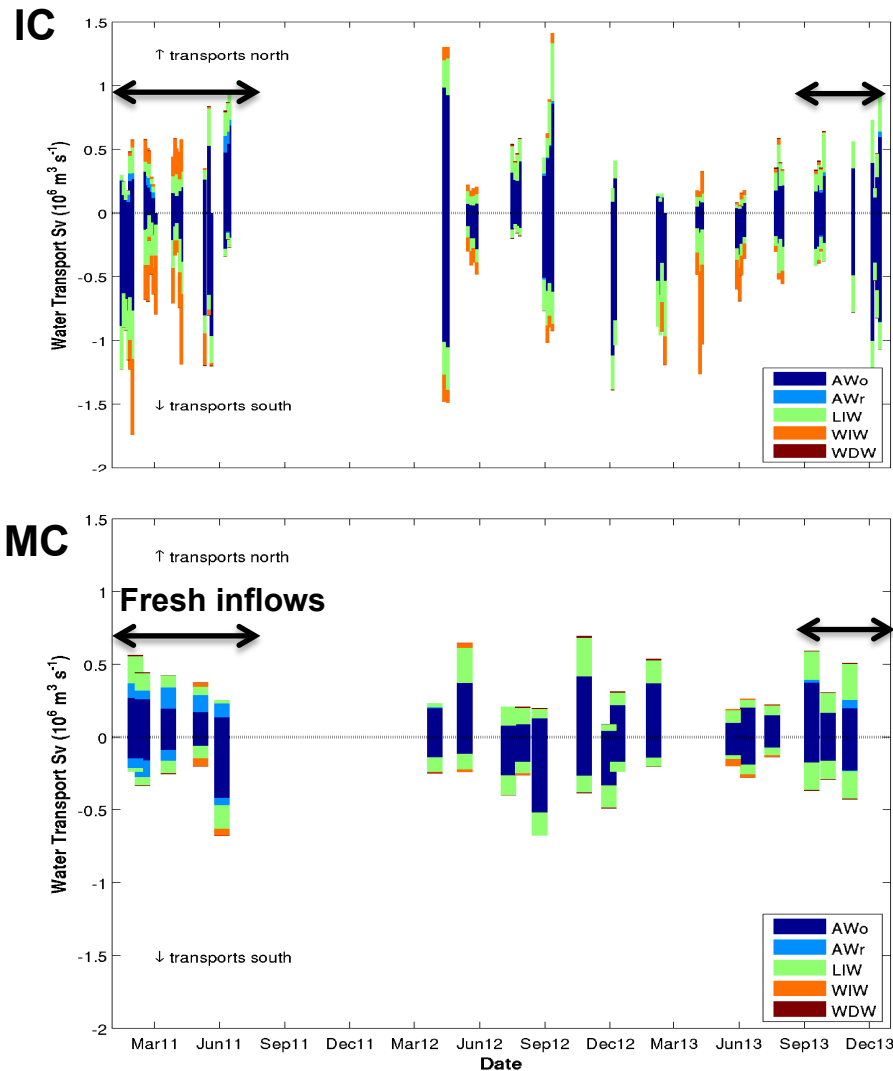 IC
1.5
1
0.5
0
-0.5
-1
-1.5
-2
Water Transport Sv (10⁶ m³ s⁻¹)
↑ transports north
↓ transports south
AWo
AWr
LIW
WIW
WDW
MC
1.5
1
0.5
0
-0.5
-1
-1.5
-2
Water Transport Sv (10⁶ m³ s⁻¹)
↑ transports north
Fresh inflows
↓ transports south
AWo
AWr
LIW
WIW
WDW
Mar11 Jun11 Sep11 Dec11 Mar12 Jun12 Sep12 Dec12 Mar13 Jun13 Sep13 Dec13
Date